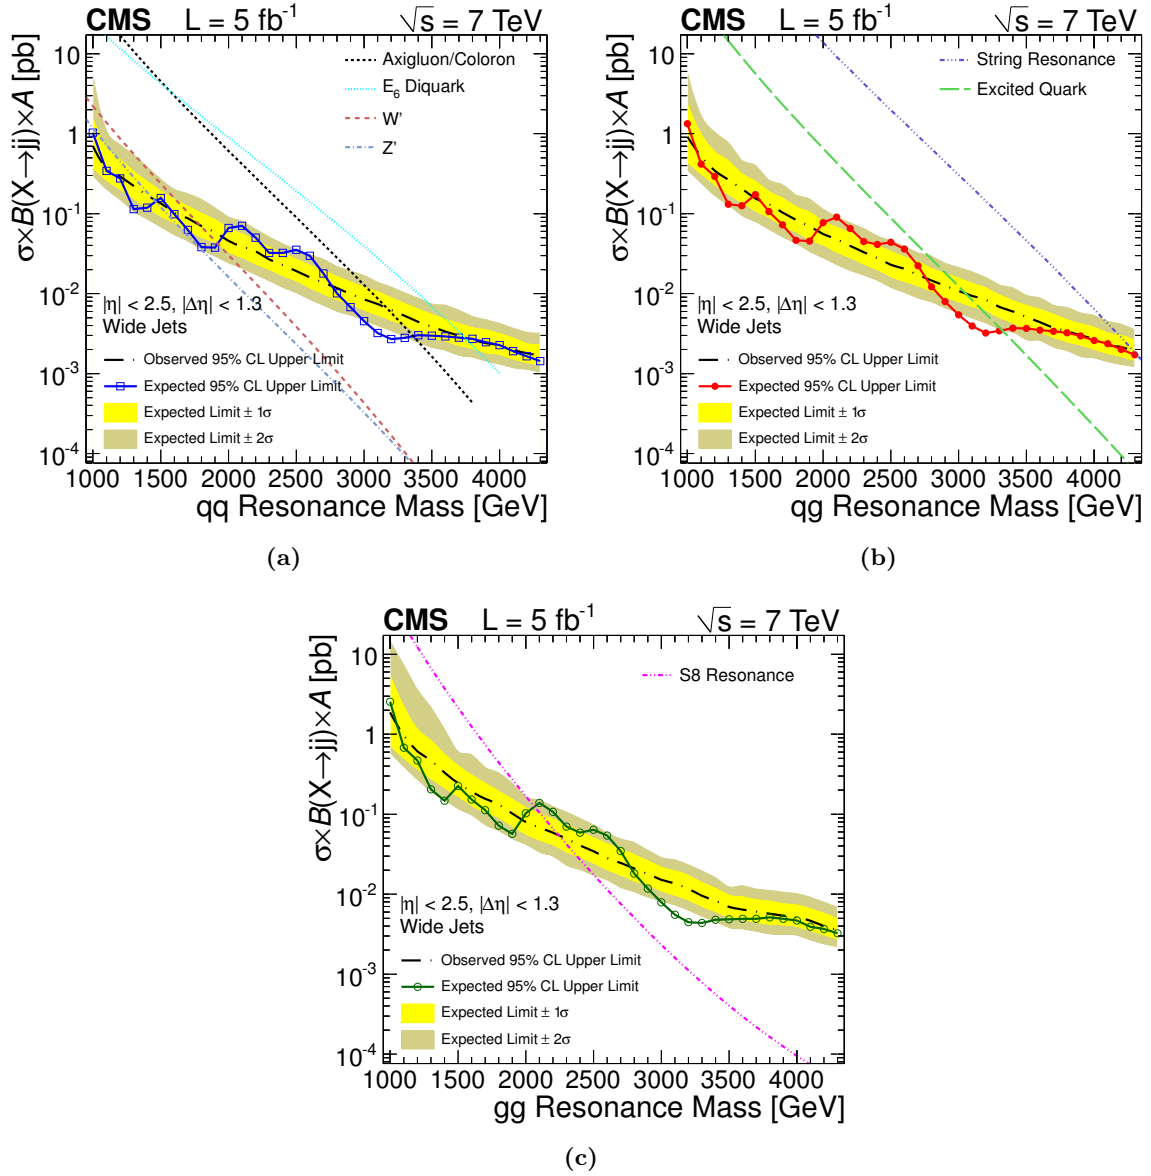 CMS L = 5 fb⁻¹ √s = 7 TeV
σ×B(X→jj)×A [pb]
10
1
10⁻¹
10⁻²
10⁻³
10⁻⁴
Axigluon/Coloron
E₆ Diquark
W'
Z'
|η| < 2.5, |Δη| < 1.3
Wide Jets
Observed 95% CL Upper Limit
Expected 95% CL Upper Limit
Expected Limit ± 1σ
Expected Limit ± 2σ
1000 1500 2000 2500 3000 3500 4000
qq Resonance Mass [GeV]
(a)
CMS L = 5 fb⁻¹ √s = 7 TeV
σ×B(X→jj)×A [pb]
10
1
10⁻¹
10⁻²
10⁻³
10⁻⁴
String Resonance
Excited Quark
|η| < 2.5, |Δη| < 1.3
Wide Jets
Observed 95% CL Upper Limit
Expected 95% CL Upper Limit
Expected Limit ± 1σ
Expected Limit ± 2σ
1000 1500 2000 2500 3000 3500 4000
qg Resonance Mass [GeV]
(b)
CMS L = 5 fb⁻¹ √s = 7 TeV
σ×B(X→jj)×A [pb]
10
1
10⁻¹
10⁻²
10⁻³
10⁻⁴
S8 Resonance
|η| < 2.5, |Δη| < 1.3
Wide Jets
Observed 95% CL Upper Limit
Expected 95% CL Upper Limit
Expected Limit ± 1σ
Expected Limit ± 2σ
1000 1500 2000 2500 3000 3500 4000
gg Resonance Mass [GeV]
(c)